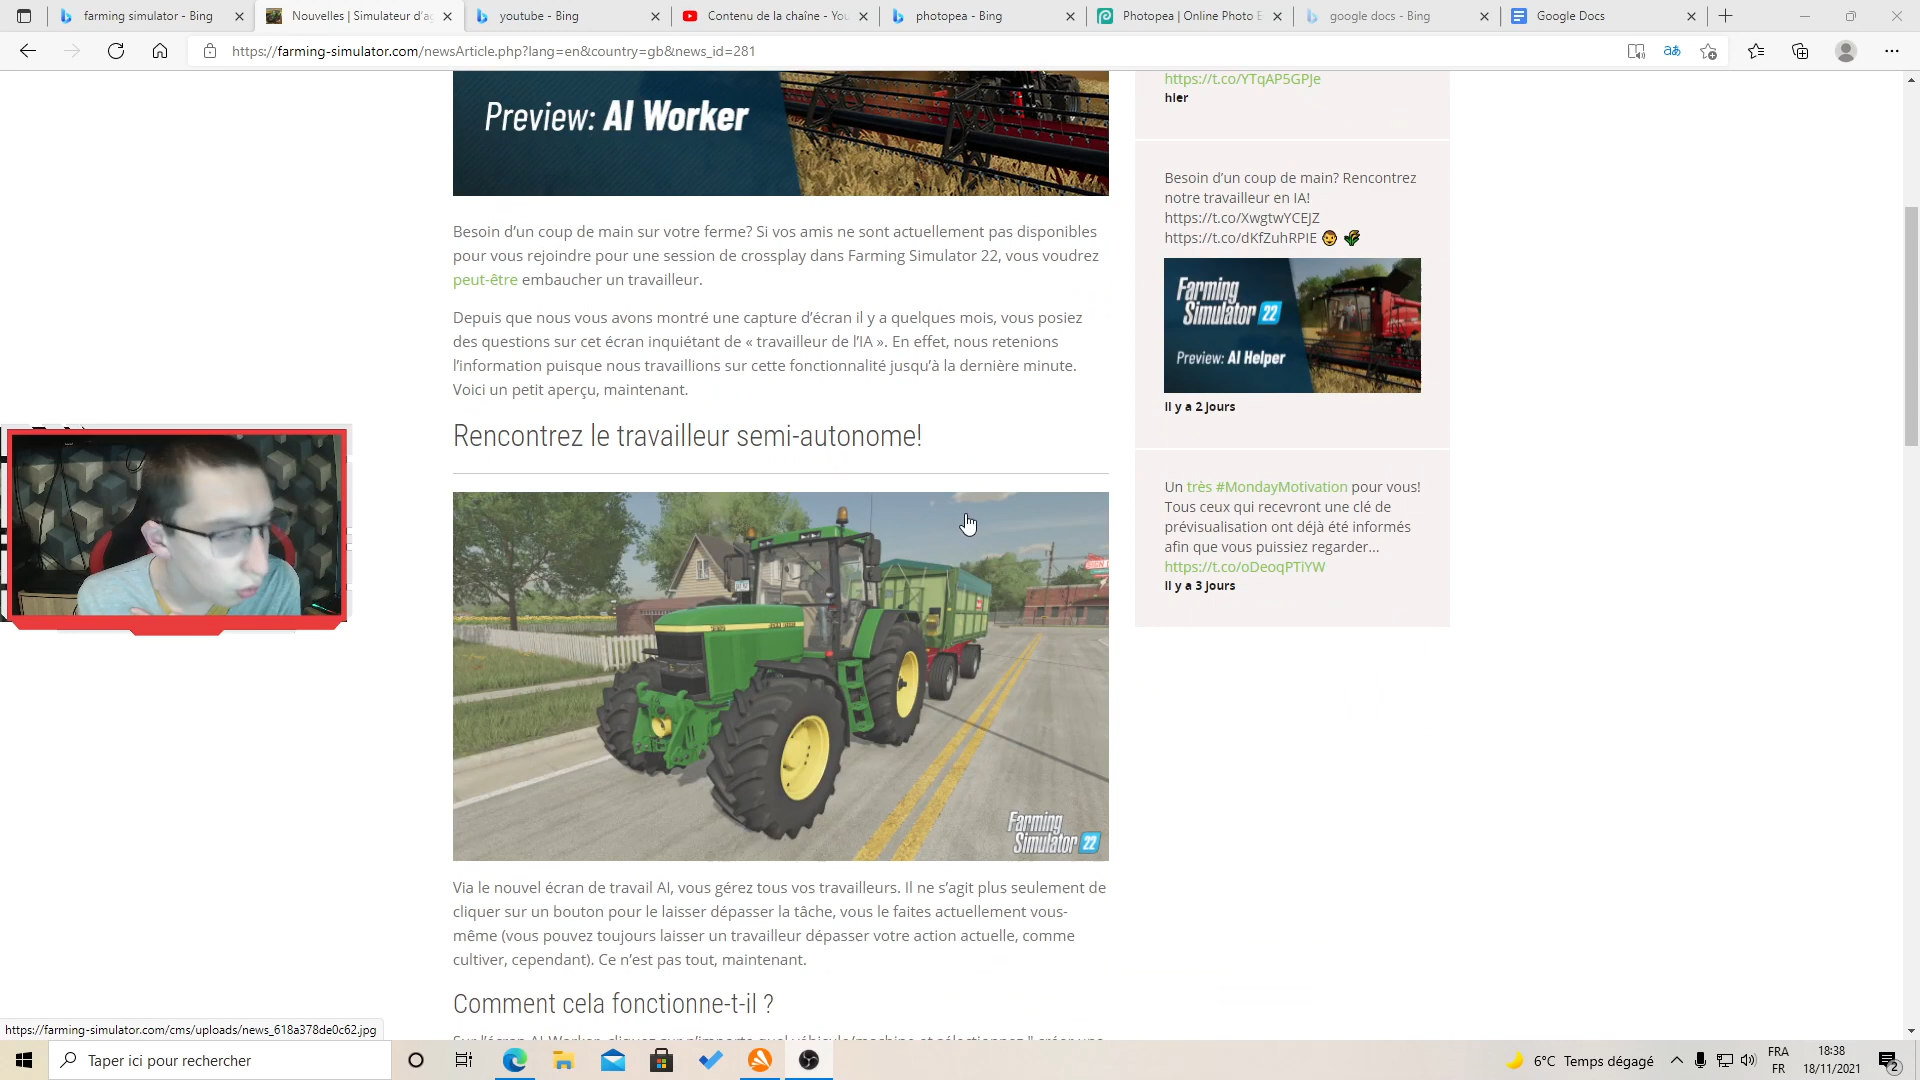 farming simulator - Bing
Nouvelles | Simulateur d'ag
youtube - Bing
Contenu de la chaîne - You
photopea - Bing
Photopea | Online Photo E
google docs - Bing
Google Docs
https://farming-simulator.com/newsArticle.php?lang=en&country=gb&news_id=281
Preview: AI Worker
Besoin d'un coup de main sur votre ferme? Si vos amis ne sont actuellement pas disponibles
pour vous rejoindre pour une session de crossplay dans Farming Simulator 22, vous voudrez
peut-être embaucher un travailleur.
Depuis que nous vous avons montré une capture d'écran il y a quelques mois, vous posiez
des questions sur cet écran inquiétant de « travailleur de l'IA ». En effet, nous retenions
l'information puisque nous travaillions sur cette fonctionnalité jusqu'à la dernière minute.
Voici un petit aperçu, maintenant.
Rencontrez le travailleur semi-autonome!
Farming
Simulator 22
Via le nouvel écran de travail AI, vous gérez tous vos travailleurs. Il ne s'agit plus seulement de
cliquer sur un bouton pour le laisser dépasser la tâche, vous le faites actuellement vous-
même (vous pouvez toujours laisser un travailleur dépasser votre action actuelle, comme
cultiver, cependant). Ce n'est pas tout, maintenant.
Comment cela fonctionne-t-il ?
https://t.co/YTqAP5GPJe
hier
Besoin d'un coup de main? Rencontrez
notre travailleur en IA!
https://t.co/XwgtwYCEJZ
https://t.co/dKfZuhRPIE
Farming
Simulator 22
Preview: AI Helper
Il y a 2 jours
Un très #MondayMotivation pour vous!
Tous ceux qui recevront une clé de
prévisualisation ont déjà été informés
afin que vous puissiez regarder...
https://t.co/oDeoqPTiYW
Il y a 3 jours
https://farming-simulator.com/cms/uploads/news_618a378de0c62.jpg
Taper ici pour rechercher
6°C Temps dégagé
FRA
FR
18:38
18/11/2021
2